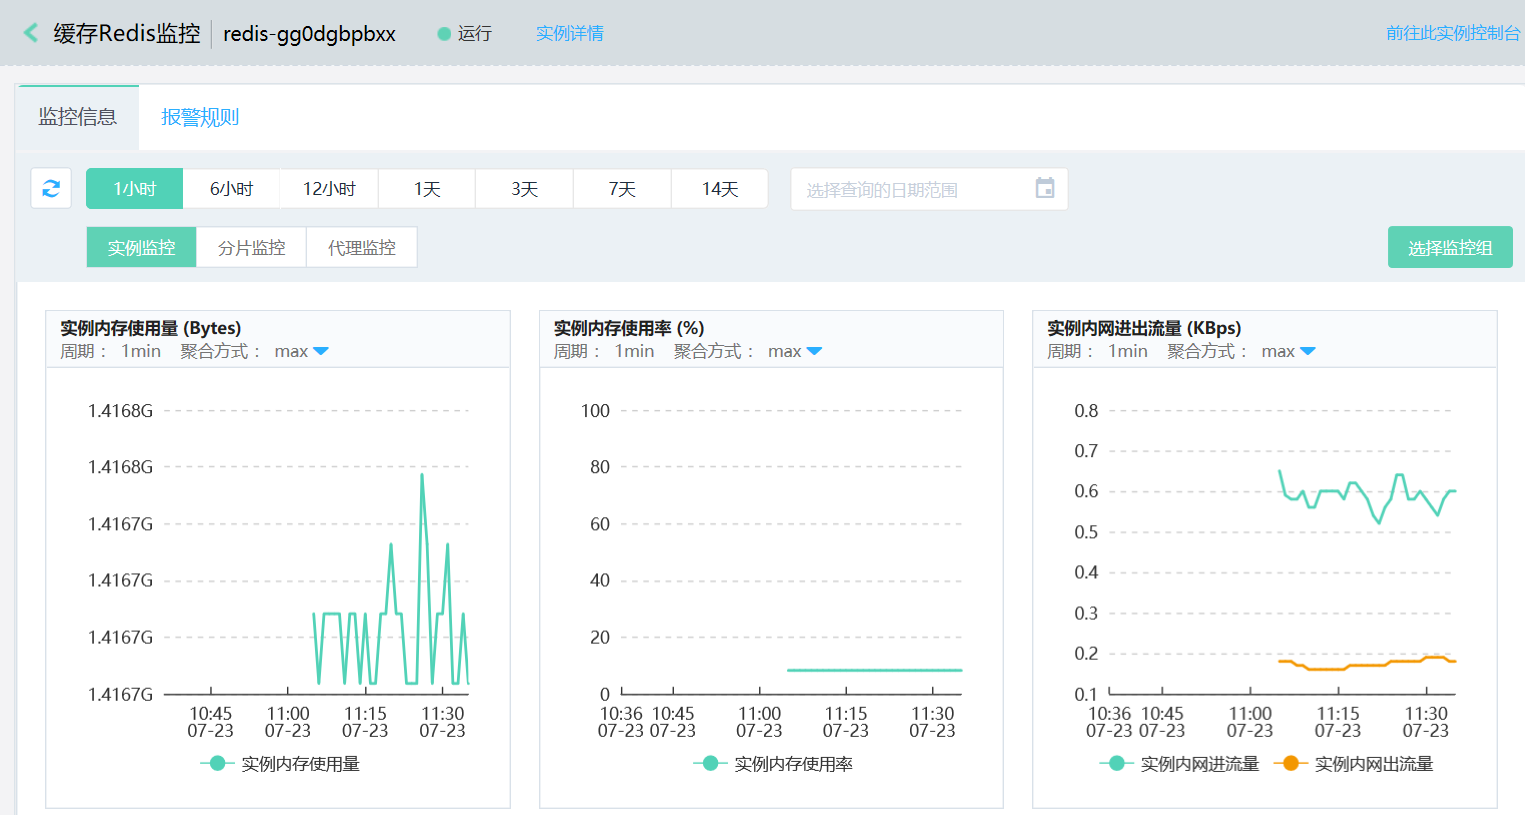 缓存Redis监控 redis-gg0dgbpbxx 运行 实例详情 前往此实例控制台
监控信息 报警规则
1小时 6小时 12小时 1天 3天 7天 14天 选择查询的日期范围
实例监控 分片监控 代理监控 选择监控组
实例内存使用量 (Bytes)
周期： 1min 聚合方式： max
1.4168G
1.4168G
1.4167G
1.4167G
1.4167G
1.4167G
10:45 11:00 11:15 11:30
07-23 07-23 07-23 07-23
实例内存使用量
实例内存使用率 (%)
周期： 1min 聚合方式： max
100
80
60
40
20
0
10:36 10:45 11:00 11:15 11:30
07-23 07-23 07-23 07-23 07-23
实例内存使用率
实例内网进出流量 (KBps)
周期： 1min 聚合方式： max
0.8
0.7
0.6
0.5
0.4
0.3
0.2
0.1
10:36 10:45 11:00 11:15 11:30
07-23 07-23 07-23 07-23 07-23
实例内网进流量 实例内网出流量